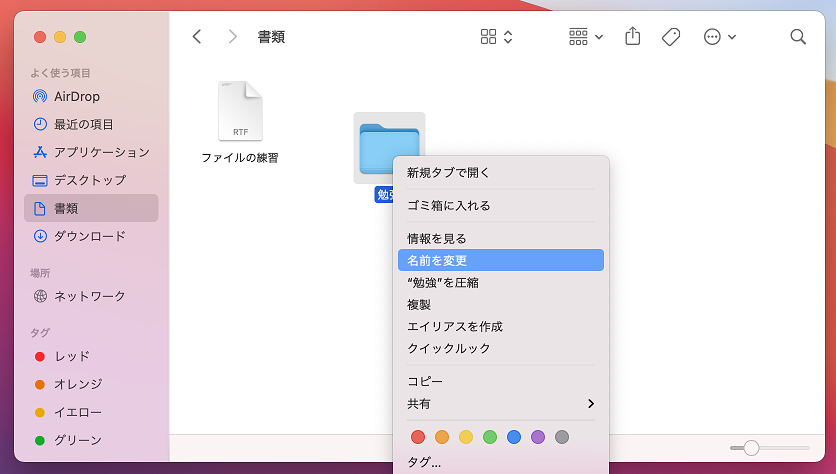 書類
よく使う項目
AirDrop
最近の項目
アプリケーション
デスクトップ
書類
ダウンロード
場所
ネットワーク
タグ
レッド
オレンジ
イエロー
グリーン
RTF
ファイルの練習
新規タブで開く
ゴミ箱に入れる
情報を見る
名前を変更
“勉強”を圧縮
複製
エイリアスを作成
クイックルック
コピー
共有
タグ...